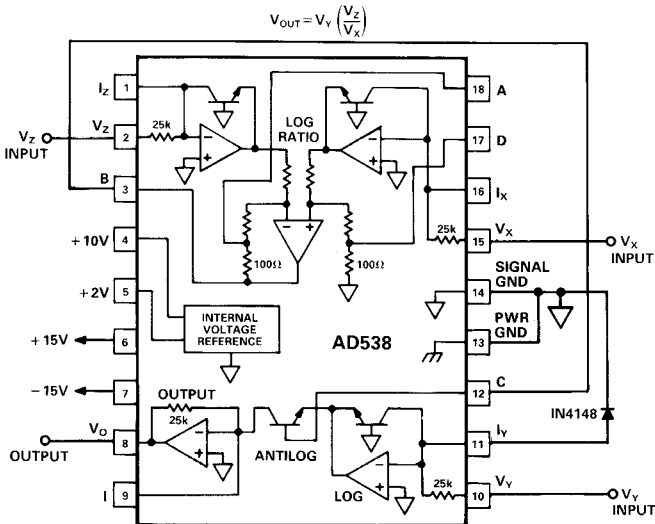 V_OUT = V_Y (V_Z / V_X)
I_Z
1
V_Z
2
25k
V_Z
INPUT
B
3
+10V
4
+2V
5
+15V
6
-15V
7
V_O
8
OUTPUT
I
9
LOG
RATIO
100Ω
100Ω
INTERNAL
VOLTAGE
REFERENCE
AD538
OUTPUT
25k
ANTILOG
LOG
18
A
17
D
16
I_X
25k
V_X
15
V_X
INPUT
SIGNAL
GND
14
PWR
GND
13
12
C
IN4148
I_Y
11
25k
V_Y
10
V_Y
INPUT